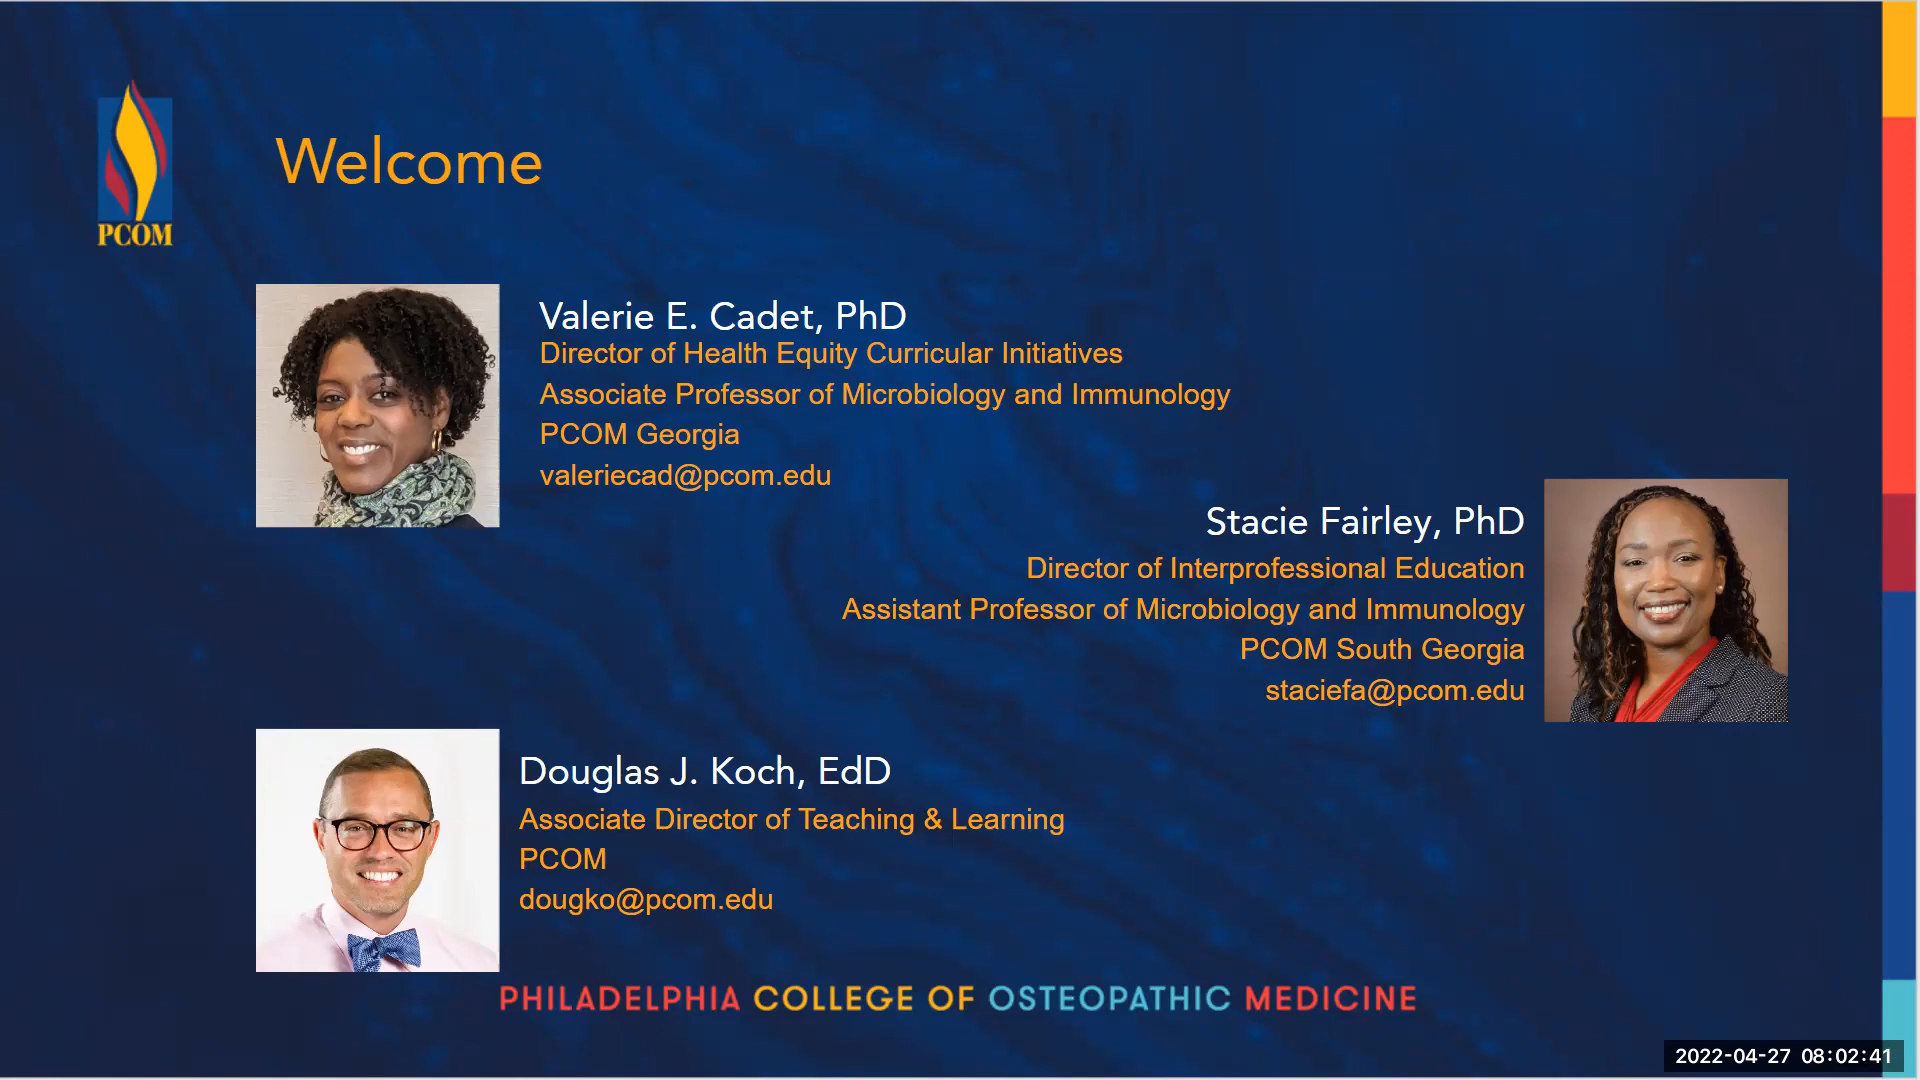 PCOM
Welcome
Valerie E. Cadet, PhD
Director of Health Equity Curricular Initiatives
Associate Professor of Microbiology and Immunology
PCOM Georgia
valeriecad@pcom.edu
Stacie Fairley, PhD
Director of Interprofessional Education
Assistant Professor of Microbiology and Immunology
PCOM South Georgia
staciefa@pcom.edu
Douglas J. Koch, EdD
Associate Director of Teaching & Learning
PCOM
dougko@pcom.edu
PHILADELPHIA COLLEGE OF OSTEOPATHIC MEDICINE
2022-04-27 08:02:41